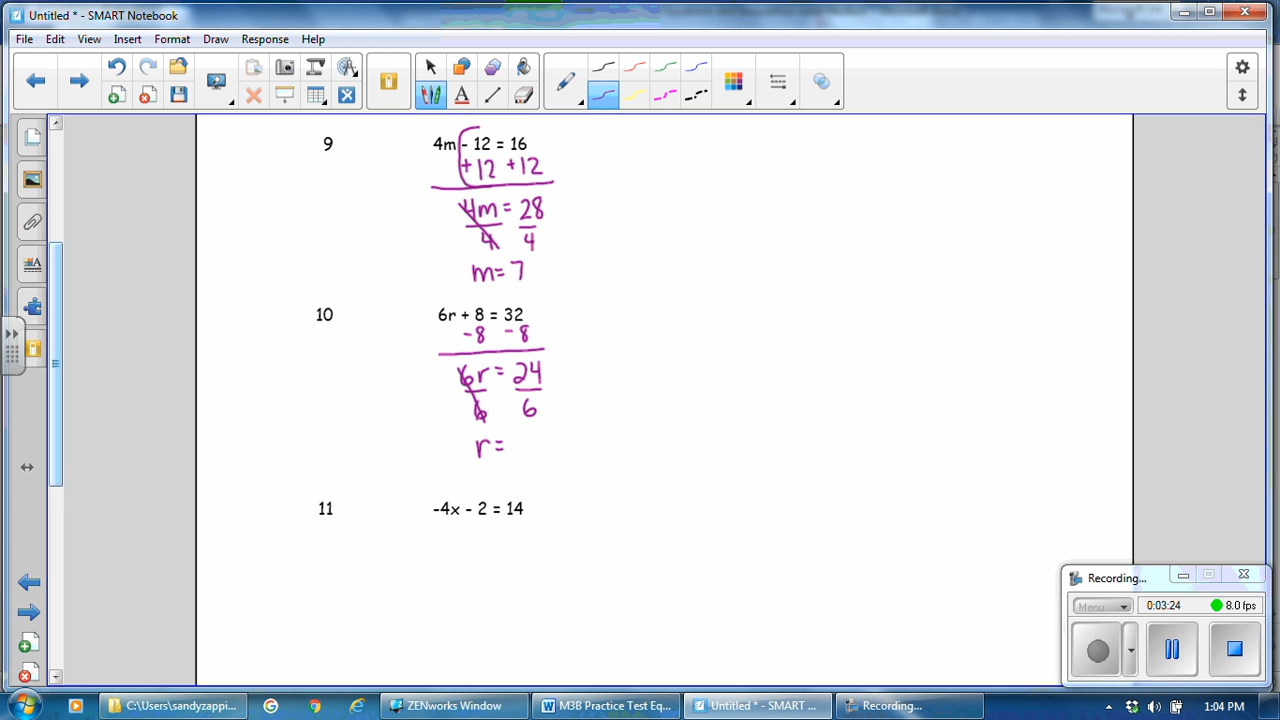 Untitled * - SMART Notebook
File Edit View Insert Format Draw Response Help
9
4m - 12 = 16
+12 +12
4m = 28
4 4
m = 7
10
6r + 8 = 32
-8 -8
6r = 24
6 6
r =
11
-4x - 2 = 14
Recording...
Menu 0:03:24 8.0 fps
C:\Users\sandyzappi... ZENworks Window M3B Practice Test Eq... Untitled * - SMART ... Recording... 1:04 PM